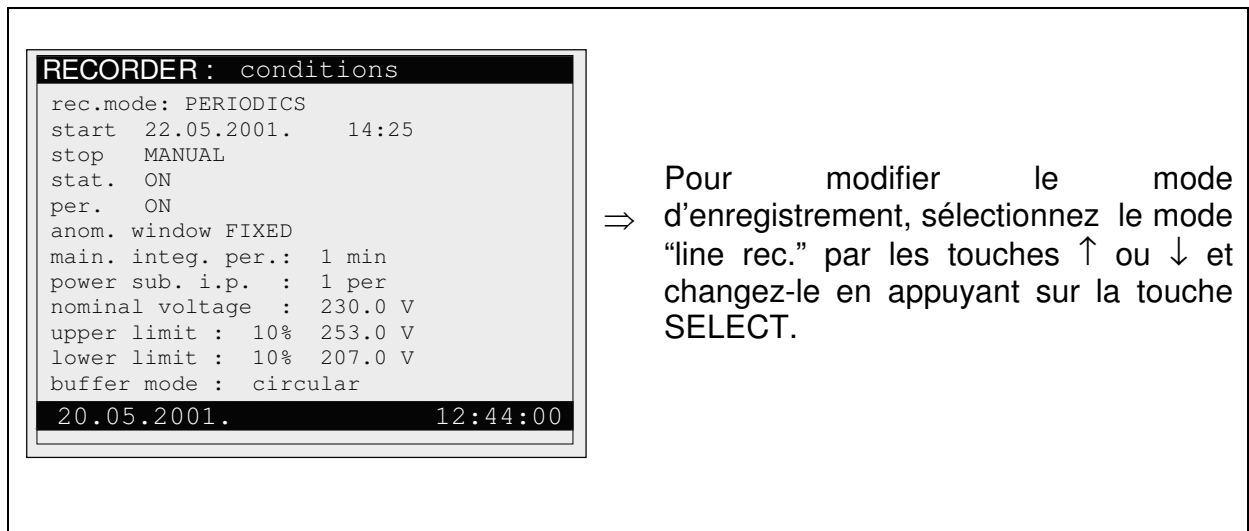 RECORDER : conditions
rec.mode: PERIODICS
start 22.05.2001. 14:25
stop MANUAL
stat. ON
per. ON
anom. window FIXED
main. integ. per.: 1 min
power sub. i.p. : 1 per
nominal voltage : 230.0 V
upper limit : 10% 253.0 V
lower limit : 10% 207.0 V
buffer mode : circular
20.05.2001. 12:44:00
⇒ Pour modifier le mode
d'enregistrement, sélectionnez le mode
“line rec.” par les touches ↑ ou ↓ et
changez-le en appuyant sur la touche
SELECT.